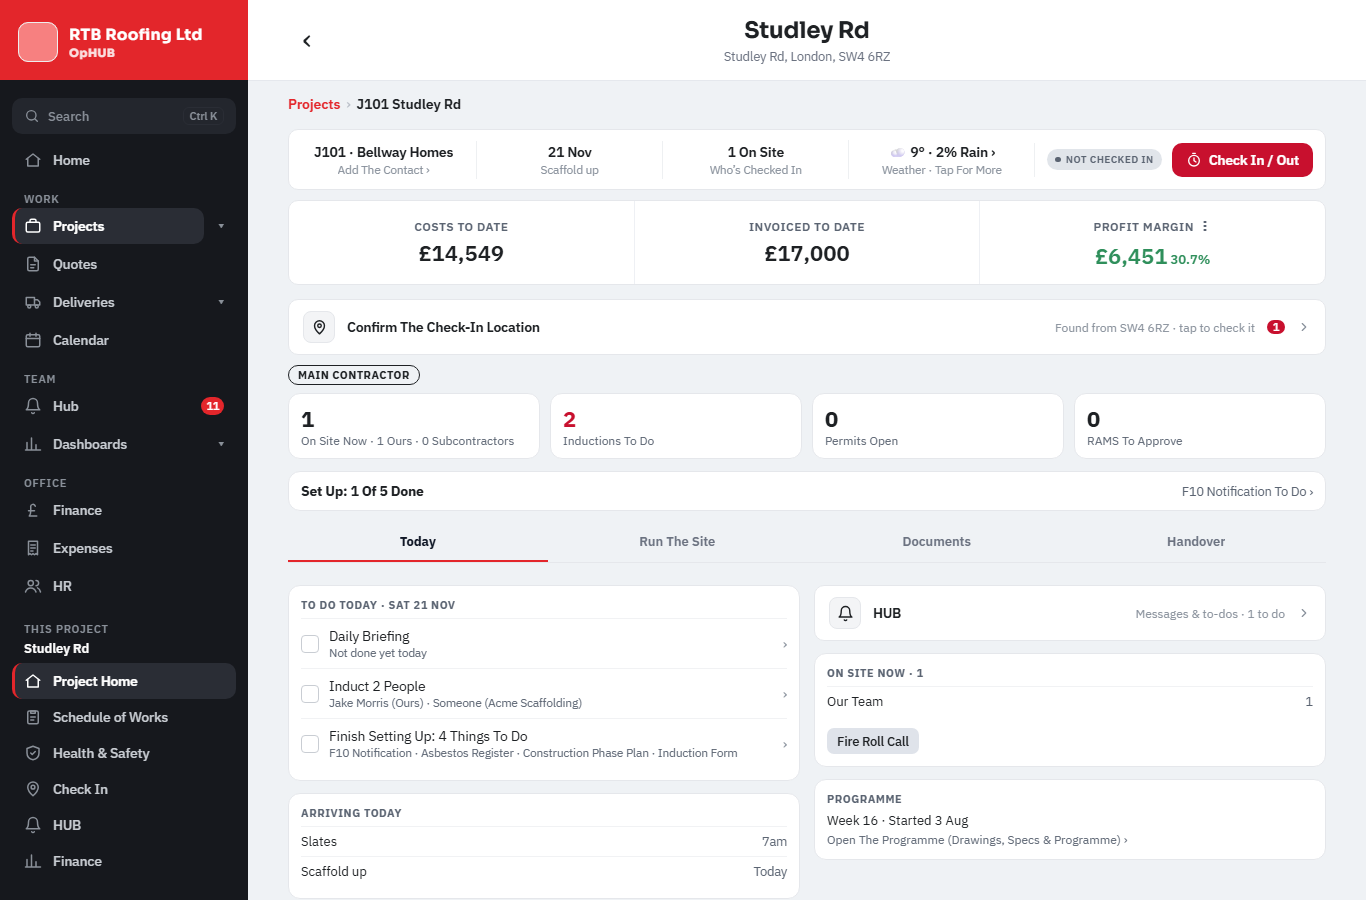 RTB Roofing Ltd
OpHUB
Search Ctrl K
Home
WORK
Projects
Quotes
Deliveries
Calendar
TEAM
Hub 11
Dashboards
OFFICE
Finance
Expenses
HR
THIS PROJECT
Studley Rd
Project Home
Schedule of Works
Health & Safety
Check In
HUB
Finance
Studley Rd
Studley Rd, London, SW4 6RZ
Projects › J101 Studley Rd
J101 · Bellway Homes
Add The Contact ›
21 Nov
Scaffold up
1 On Site
Who's Checked In
9° · 2% Rain ›
Weather · Tap For More
NOT CHECKED IN
Check In / Out
COSTS TO DATE
£14,549
INVOICED TO DATE
£17,000
PROFIT MARGIN
£6,451 30.7%
Confirm The Check-In Location
Found from SW4 6RZ · tap to check it 1
MAIN CONTRACTOR
1
On Site Now · 1 Ours · 0 Subcontractors
2
Inductions To Do
0
Permits Open
0
RAMS To Approve
Set Up: 1 Of 5 Done
F10 Notification To Do ›
Today
Run The Site
Documents
Handover
TO DO TODAY · SAT 21 NOV
Daily Briefing
Not done yet today
Induct 2 People
Jake Morris (Ours) · Someone (Acme Scaffolding)
Finish Setting Up: 4 Things To Do
F10 Notification · Asbestos Register · Construction Phase Plan · Induction Form
ARRIVING TODAY
Slates 7am
Scaffold up Today
HUB
Messages & to-dos · 1 to do
ON SITE NOW · 1
Our Team 1
Fire Roll Call
PROGRAMME
Week 16 · Started 3 Aug
Open The Programme (Drawings, Specs & Programme) ›